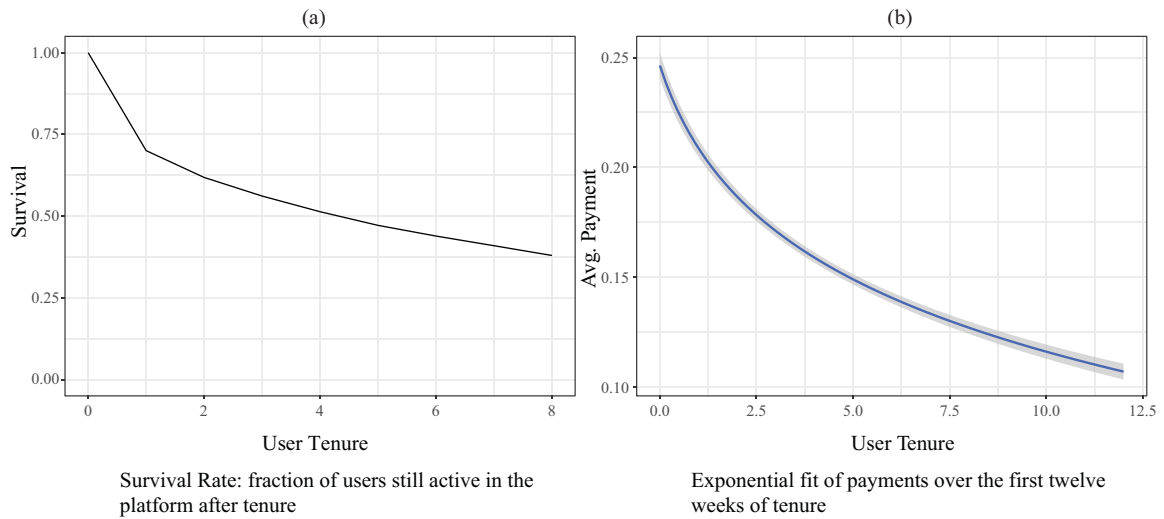 (a)
1.00
0.75
0.50
0.25
0.00
Survival
0
2
4
6
8
User Tenure
Survival Rate: fraction of users still active in the
platform after tenure
(b)
0.25
0.20
0.15
0.10
Avg. Payment
0.0
2.5
5.0
7.5
10.0
12.5
User Tenure
Exponential fit of payments over the first twelve
weeks of tenure